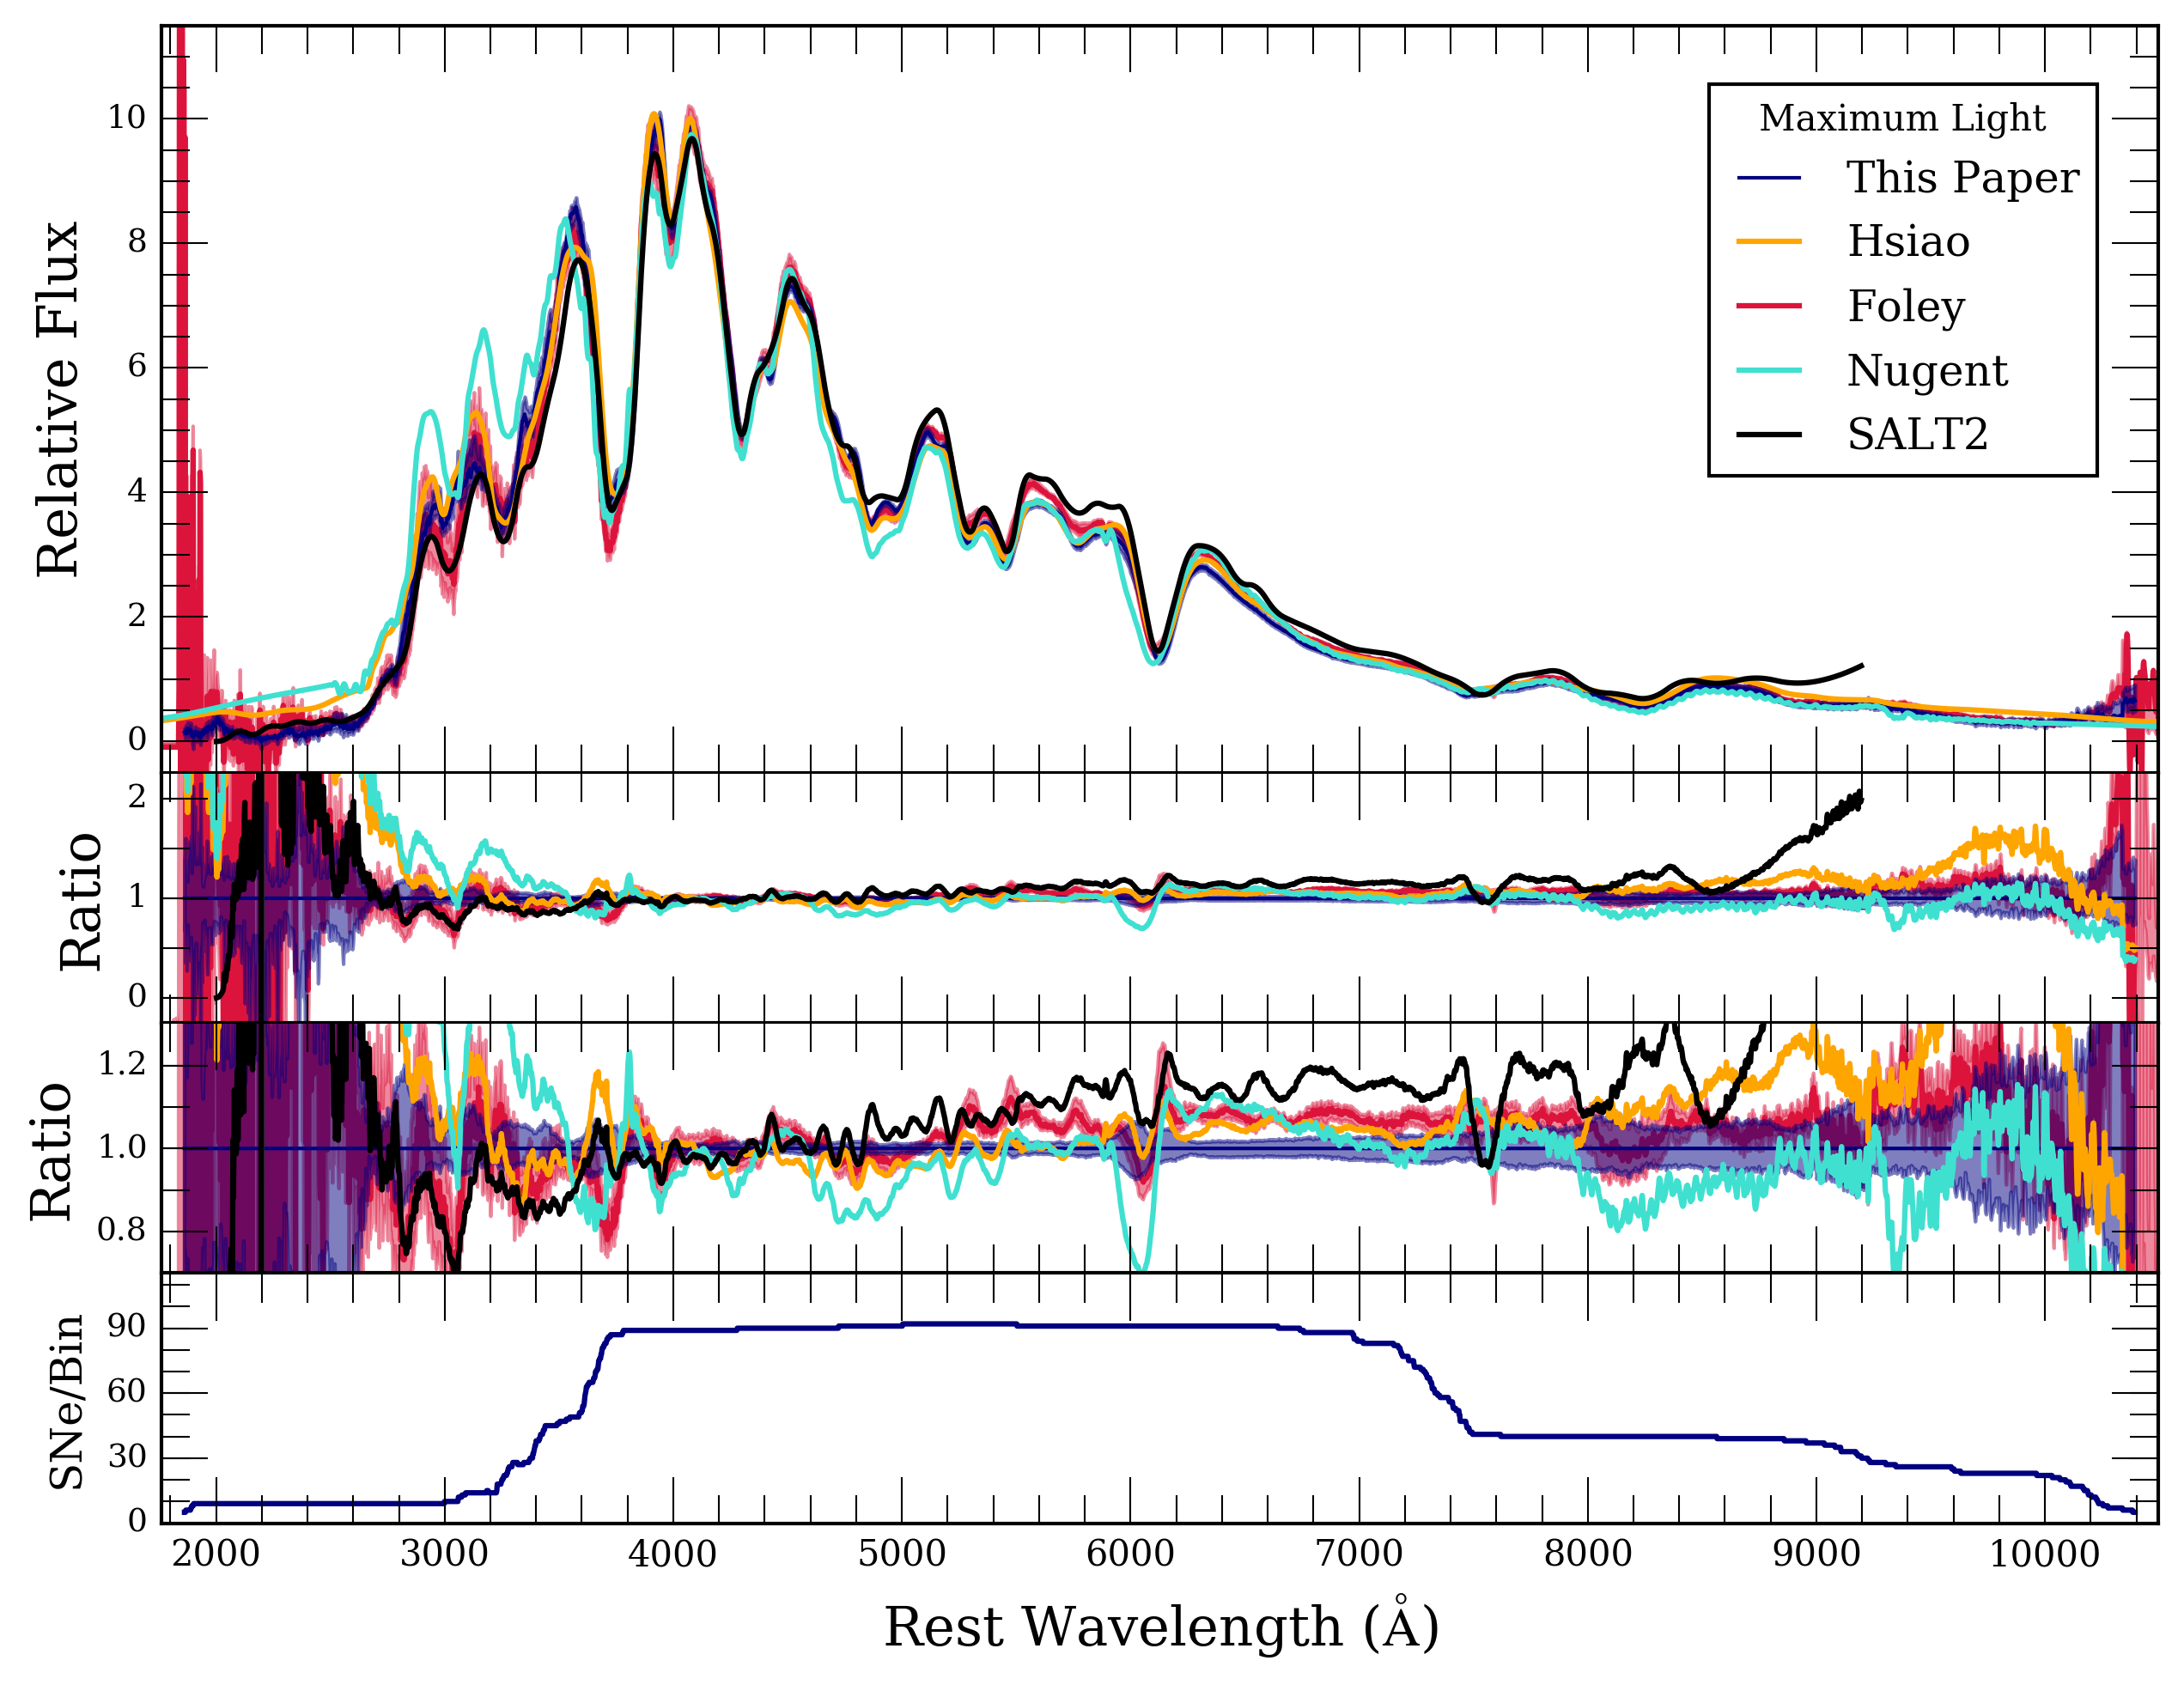 Maximum Light
This Paper
Hsiao
Foley
Nugent
SALT2
Relative Flux
10
8
6
4
2
0
Ratio
2
1
0
Ratio
1.2
1.0
0.8
SNe/Bin
90
60
30
0
2000 3000 4000 5000 6000 7000 8000 9000 10000
Rest Wavelength (Å)